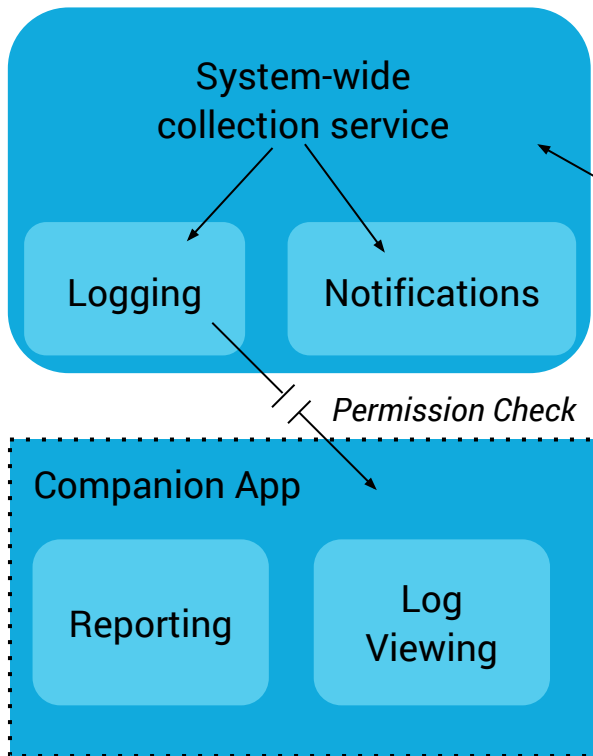 System-wide
collection service
Logging
Notifications
Permission Check
Companion App
Reporting
Log
Viewing